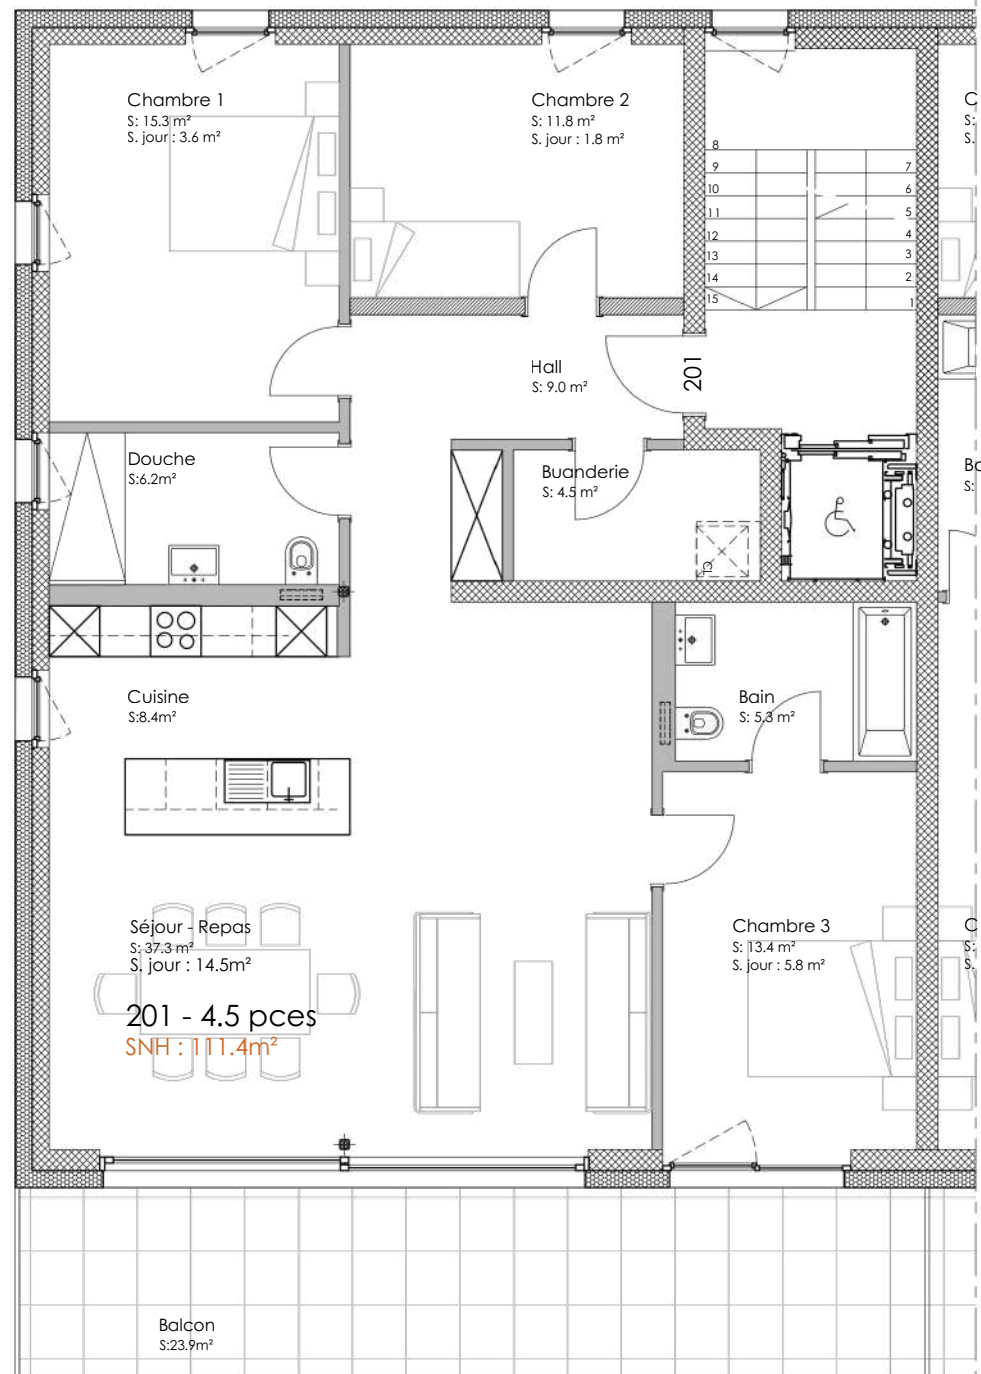 Chambre 1
S: 15.3 m²
S. jour : 3.6 m²
Chambre 2
S: 11.8 m²
S. jour : 1.8 m²
C
S:
S.
8
9
10
11
12
13
14
15
7
6
5
4
3
2
1
Hall
S: 9.0 m²
201
Douche
S:6.2m²
Buanderie
S: 4.5 m²
Ba
S:
Cuisine
S:8.4m²
Bain
S: 5.3 m²
Séjour - Repas
S: 37.3 m²
S. jour : 14.5m²
201 - 4.5 pces
SNH : 111.4m²
Chambre 3
S: 13.4 m²
S. jour : 5.8 m²
C
S:
S.
Balcon
S:23.9m²